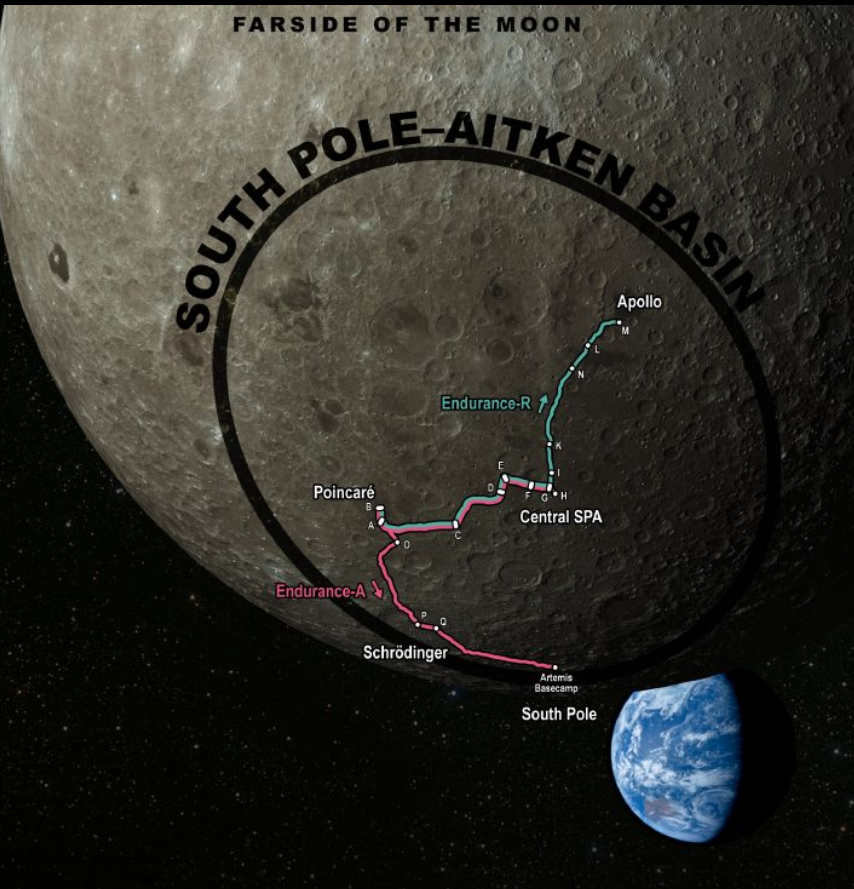 FARSIDE OF THE MOON
SOUTH POLE–AITKEN BASIN
Apollo
M
L
N
Endurance-R
K
E
I
D
F
G
H
Poincaré
B
A
C
Central SPA
O
Endurance-A
P
Q
Schrödinger
Artemis
Basecamp
South Pole